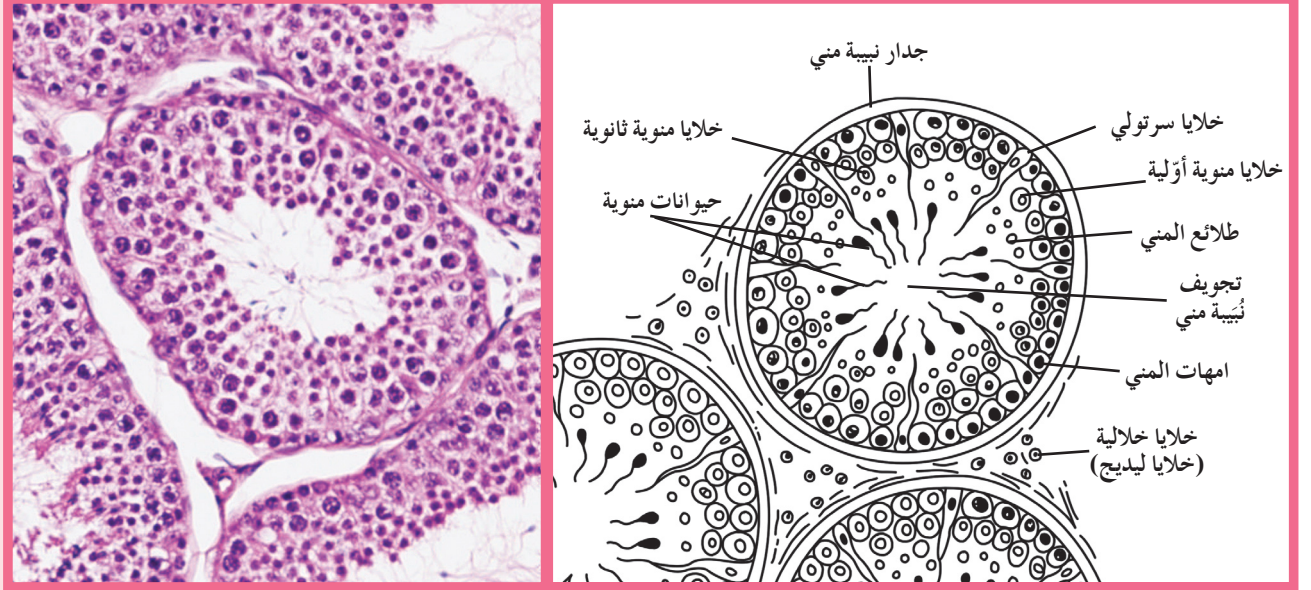 جدار نبيبة مني
خلايا سرتولي
خلايا منوية أوّلية
طلائع المني
تجويف
نُبَيبة مني
امهات المني
خلايا خلالية
(خلايا ليديج)
خلايا منوية ثانوية
حيوانات منوية